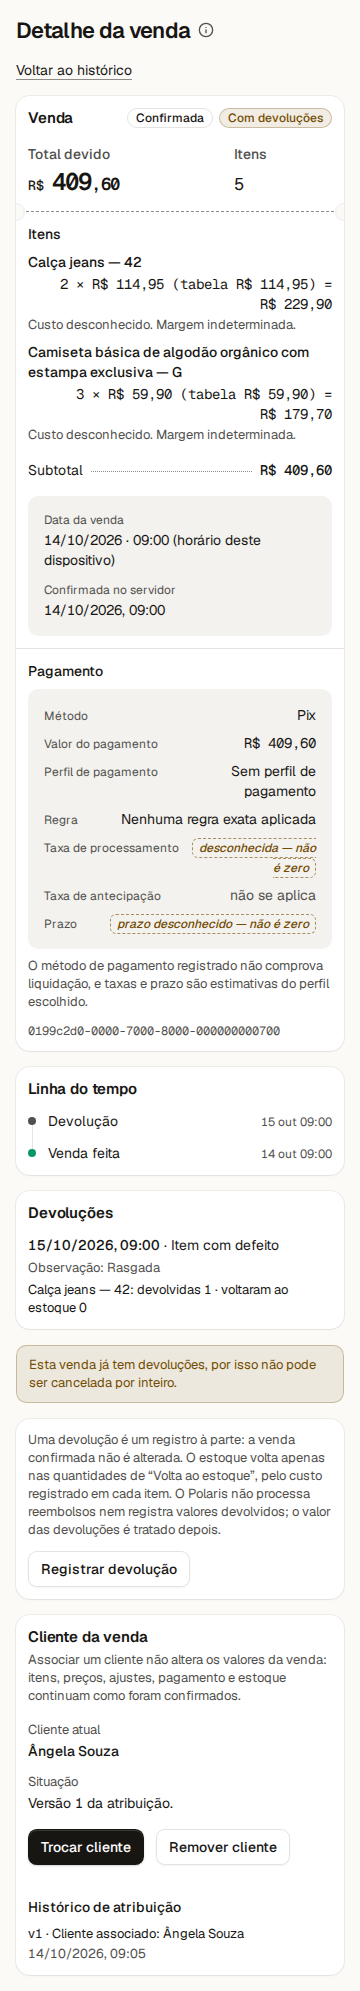 Detalhe da venda
Voltar ao histórico
Venda Confirmada Com devoluções
Total devido Itens
R$ 409,60 5
Itens
Calça jeans — 42
2 × R$ 114,95 (tabela R$ 114,95) =
R$ 229,90
Custo desconhecido. Margem indeterminada.
Camiseta básica de algodão orgânico com
estampa exclusiva — G
3 × R$ 59,90 (tabela R$ 59,90) =
R$ 179,70
Custo desconhecido. Margem indeterminada.
Subtotal R$ 409,60
Data da venda
14/10/2026 · 09:00 (horário deste
dispositivo)
Confirmada no servidor
14/10/2026, 09:00
Pagamento
Método Pix
Valor do pagamento R$ 409,60
Perfil de pagamento Sem perfil de
pagamento
Regra Nenhuma regra exata aplicada
Taxa de processamento desconhecida — não
é zero
Taxa de antecipação não se aplica
Prazo prazo desconhecido — não é zero
O método de pagamento registrado não comprova
liquidação, e taxas e prazo são estimativas do perfil
escolhido.
0199c2d0-0000-7000-8000-000000000700
Linha do tempo
Devolução 15 out 09:00
Venda feita 14 out 09:00
Devoluções
15/10/2026, 09:00 · Item com defeito
Observação: Rasgada
Calça jeans — 42: devolvidas 1 · voltaram ao
estoque 0
Esta venda já tem devoluções, por isso não pode
ser cancelada por inteiro.
Uma devolução é um registro à parte: a venda
confirmada não é alterada. O estoque volta apenas
nas quantidades de “Volta ao estoque”, pelo custo
registrado em cada item. O Polaris não processa
reembolsos nem registra valores devolvidos; o valor
das devoluções é tratado depois.
Registrar devolução
Cliente da venda
Associar um cliente não altera os valores da venda:
itens, preços, ajustes, pagamento e estoque
continuam como foram confirmados.
Cliente atual
Ângela Souza
Situação
Versão 1 da atribuição.
Trocar cliente Remover cliente
Histórico de atribuição
v1 · Cliente associado: Ângela Souza
14/10/2026, 09:05